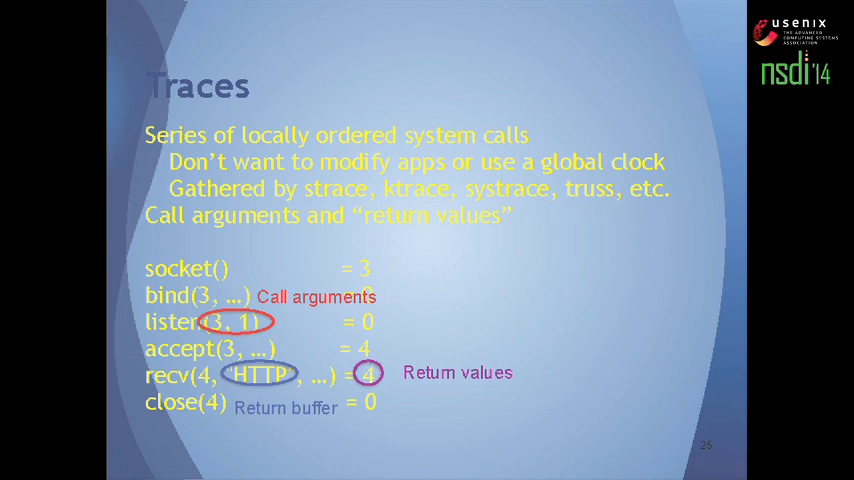 usenix
THE ADVANCED
COMPUTING SYSTEMS
ASSOCIATION
nsdi '14
Traces
Series of locally ordered system calls
Don't want to modify apps or use a global clock
Gathered by strace, ktrace, systrace, truss, etc.
Call arguments and “return values”
socket() = 3
bind(3, …) Call arguments
listen(3, 1) = 0
accept(3, …) = 4
recv(4, "HTTP", …) = 4 Return values
close(4) Return buffer = 0
25